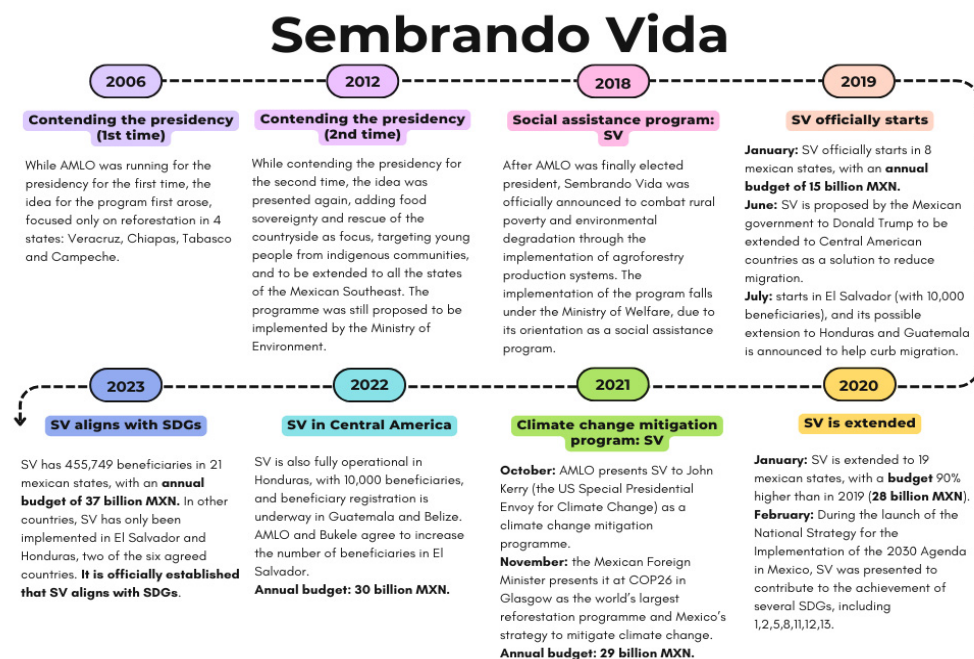 Sembrando Vida
2006
Contending the presidency
(1st time)
While AMLO was running for the
presidency for the first time, the
idea for the program first arose,
focused only on reforestation in 4
states: Veracruz, Chiapas, Tabasco
and Campeche.
2012
Contending the presidency
(2nd time)
While contending the presidency for
the second time, the idea was
presented again, adding food
sovereignty and rescue of the
countryside as focus, targeting young
people from indigenous communities,
and to be extended to all the states
of the Mexican Southeast. The
programme was still proposed to be
implemented by the Ministry of
Environment.
2018
Social assistance program:
SV
After AMLO was finally elected
president, Sembrando Vida was
officially announced to combat rural
poverty and environmental
degradation through the
implementation of agroforestry
production systems. The
implementation of the program falls
under the Ministry of Welfare, due to
its orientation as a social assistance
program.
2019
SV officially starts
January: SV officially starts in 8
mexican states, with an annual
budget of 15 billion MXN.
June: SV is proposed by the Mexican
government to Donald Trump to be
extended to Central American
countries as a solution to reduce
migration.
July: starts in El Salvador (with 10,000
beneficiaries), and its possible
extension to Honduras and Guatemala
is announced to help curb migration.
2020
SV is extended
January: SV is extended to 19
mexican states, with a budget 90%
higher than in 2019 (28 billion MXN).
February: During the launch of the
National Strategy for the
Implementation of the 2030 Agenda
in Mexico, SV was presented to
contribute to the achievement of
several SDGs, including
1,2,5,8,11,12,13.
2021
Climate change mitigation
program: SV
October: AMLO presents SV to John
Kerry (the US Special Presidential
Envoy for Climate Change) as a
climate change mitigation
programme.
November: the Mexican Foreign
Minister presents it at COP26 in
Glasgow as the world's largest
reforestation programme and Mexico's
strategy to mitigate climate change.
Annual budget: 29 billion MXN.
2022
SV in Central America
SV is also fully operational in
Honduras, with 10,000 beneficiaries,
and beneficiary registration is
underway in Guatemala and Belize.
AMLO and Bukele agree to increase
the number of beneficiaries in El
Salvador.
Annual budget: 30 billion MXN.
2023
SV aligns with SDGs
SV has 455,749 beneficiaries in 21
mexican states, with an annual
budget of 37 billion MXN. In other
countries, SV has only been
implemented in El Salvador and
Honduras, two of the six agreed
countries. It is officially established
that SV aligns with SDGs.